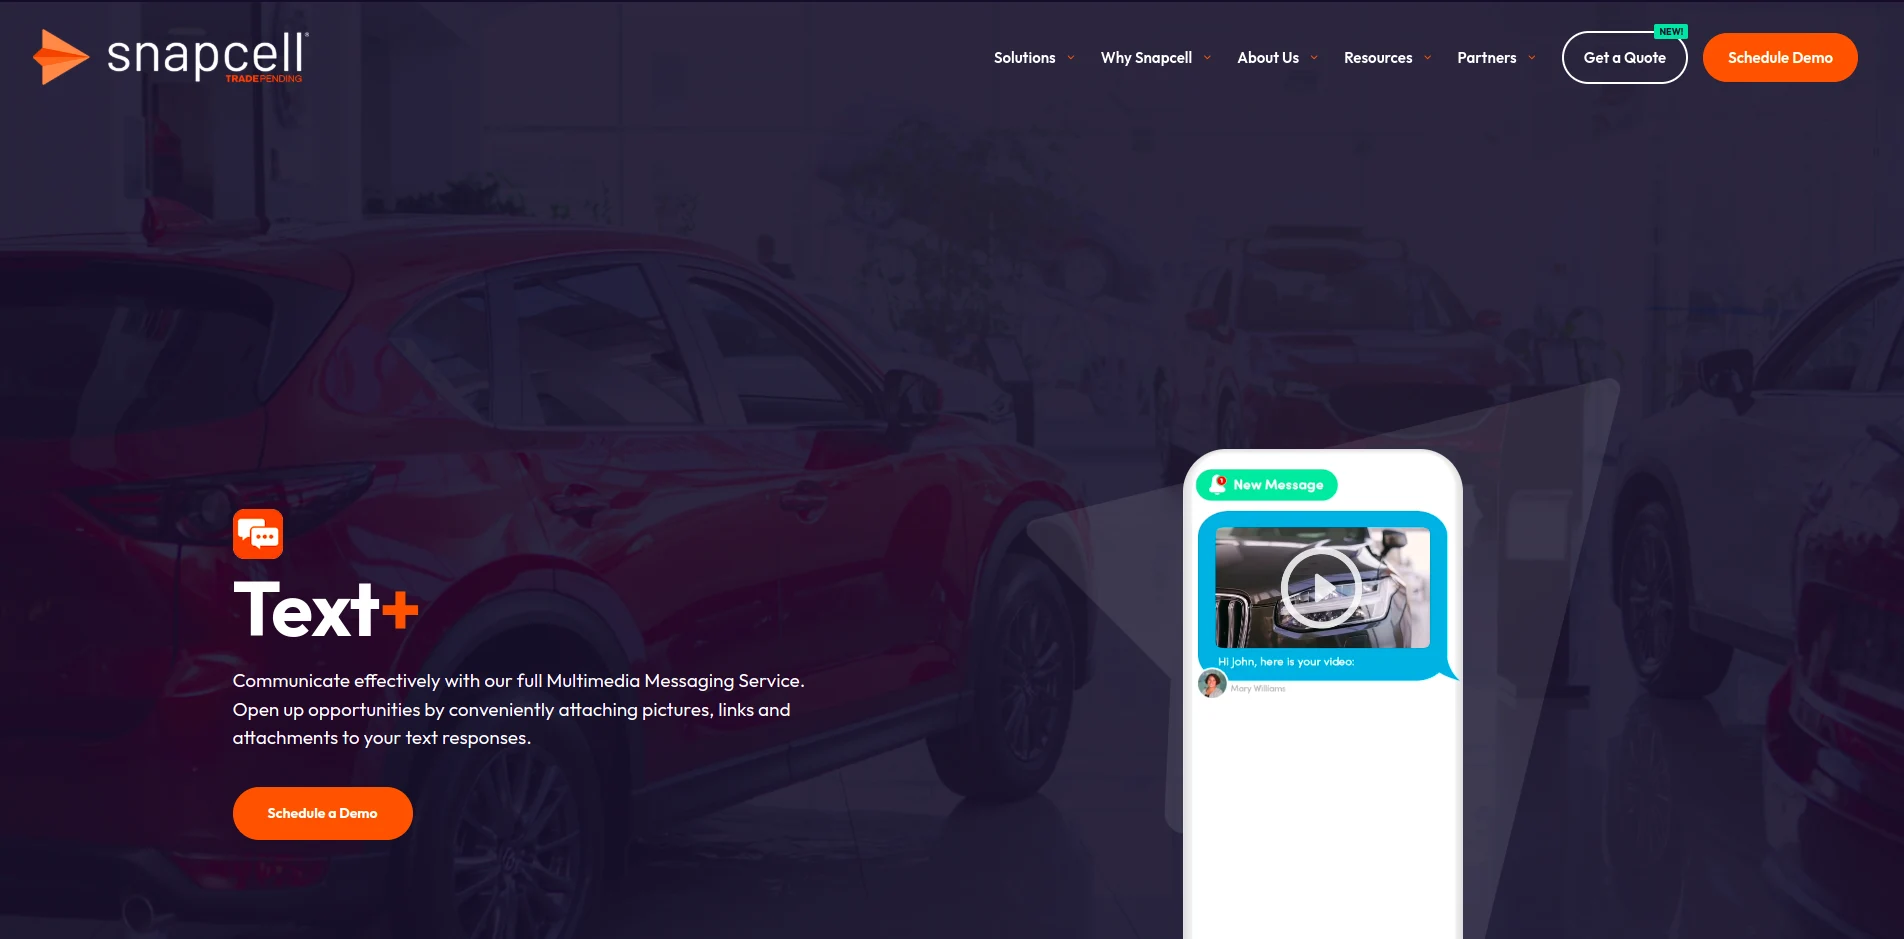 snapcell®
TRADEPENDING
Solutions
Why Snapcell
About Us
Resources
Partners
NEW!
Get a Quote
Schedule Demo
New Message
Hi John, here is your video:
Mary Williams
Text+
Communicate effectively with our full Multimedia Messaging Service.
Open up opportunities by conveniently attaching pictures, links and
attachments to your text responses.
Schedule a Demo